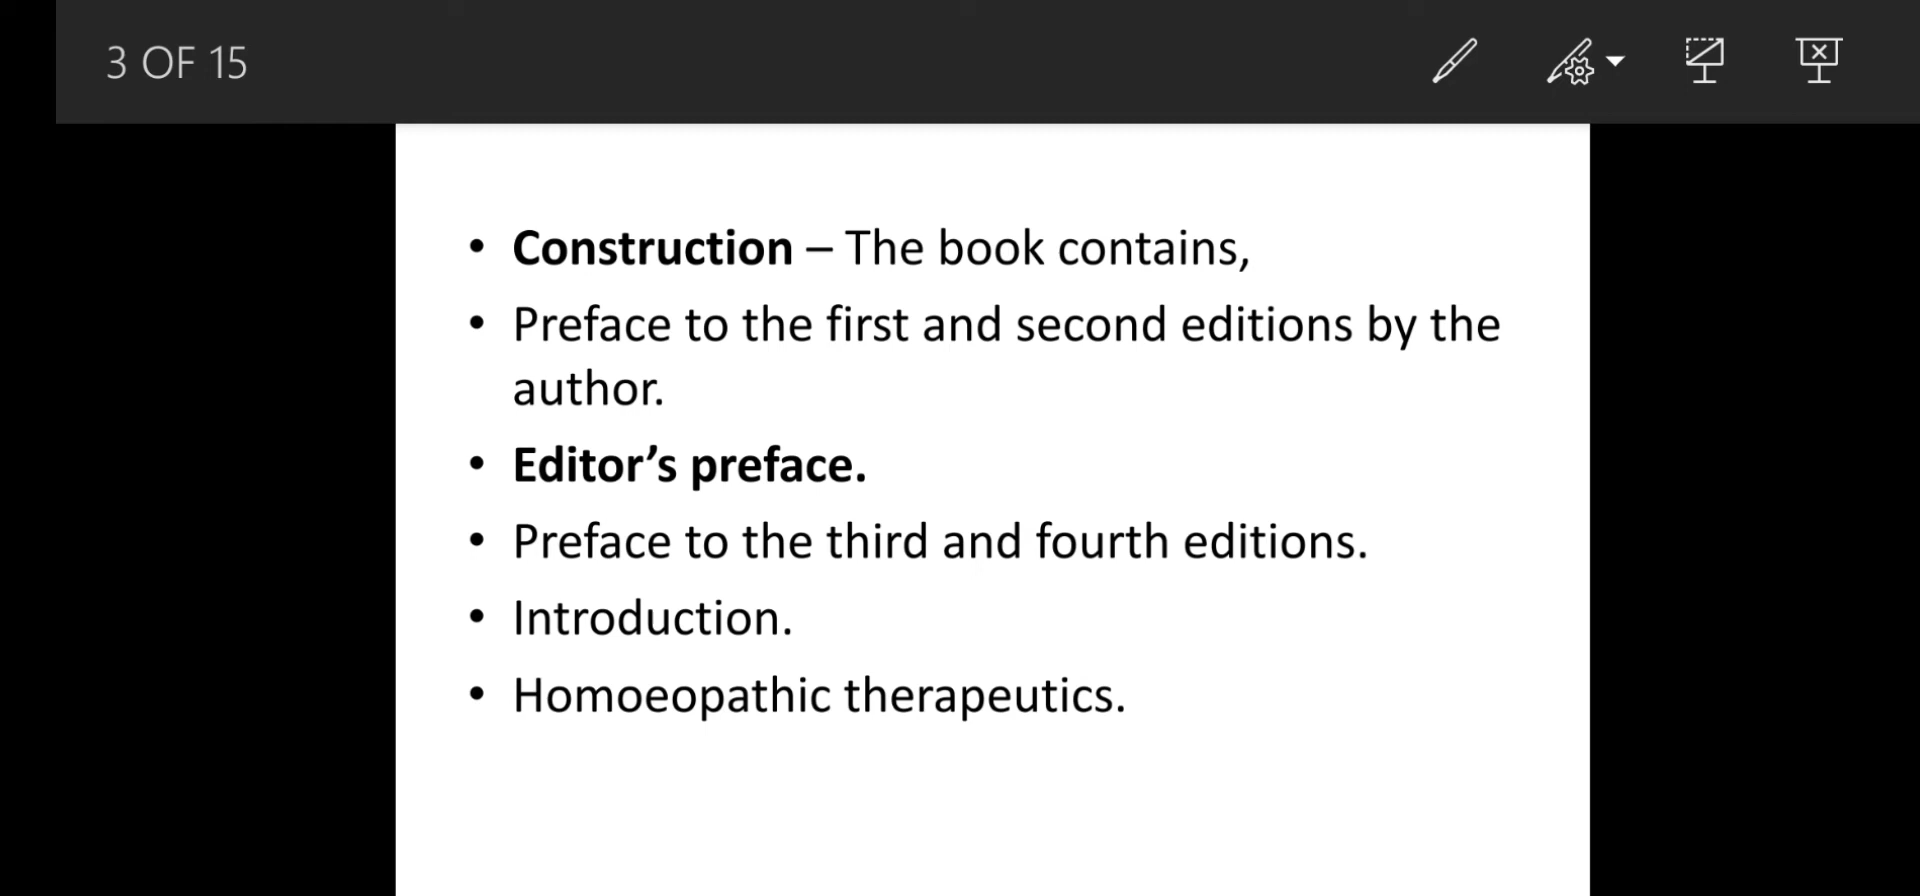 3 OF 15
• Construction – The book contains,
• Preface to the first and second editions by the
author.
• Editor’s preface.
• Preface to the third and fourth editions.
• Introduction.
• Homoeopathic therapeutics.